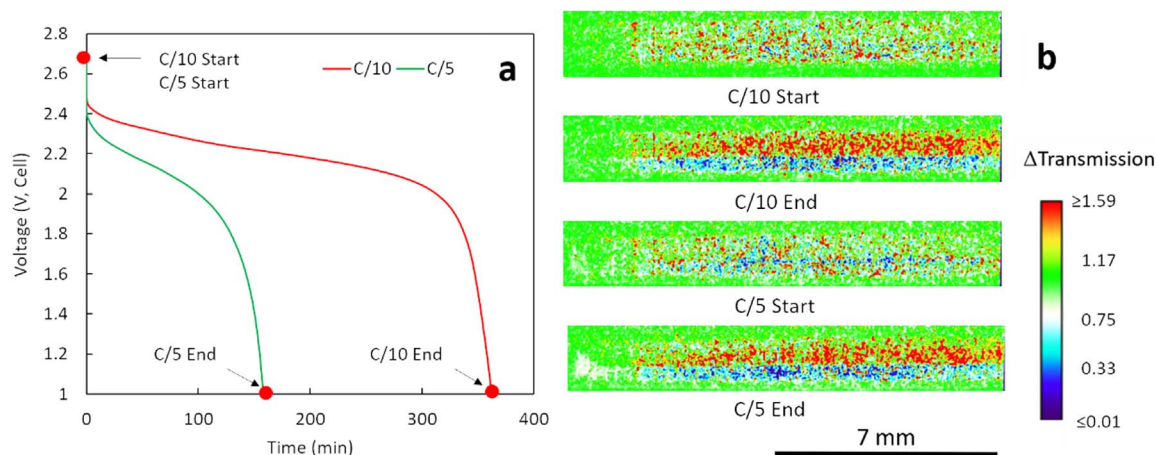 a
C/10 Start
C/5 Start
C/10
C/5
C/5 End
C/10 End
Voltage (V, Cell)
2.8
2.6
2.4
2.2
2
1.8
1.6
1.4
1.2
1
0
100
200
300
400
Time (min)
b
C/10 Start
C/10 End
C/5 Start
C/5 End
7 mm
ΔTransmission
≥1.59
1.17
0.75
0.33
≤0.01